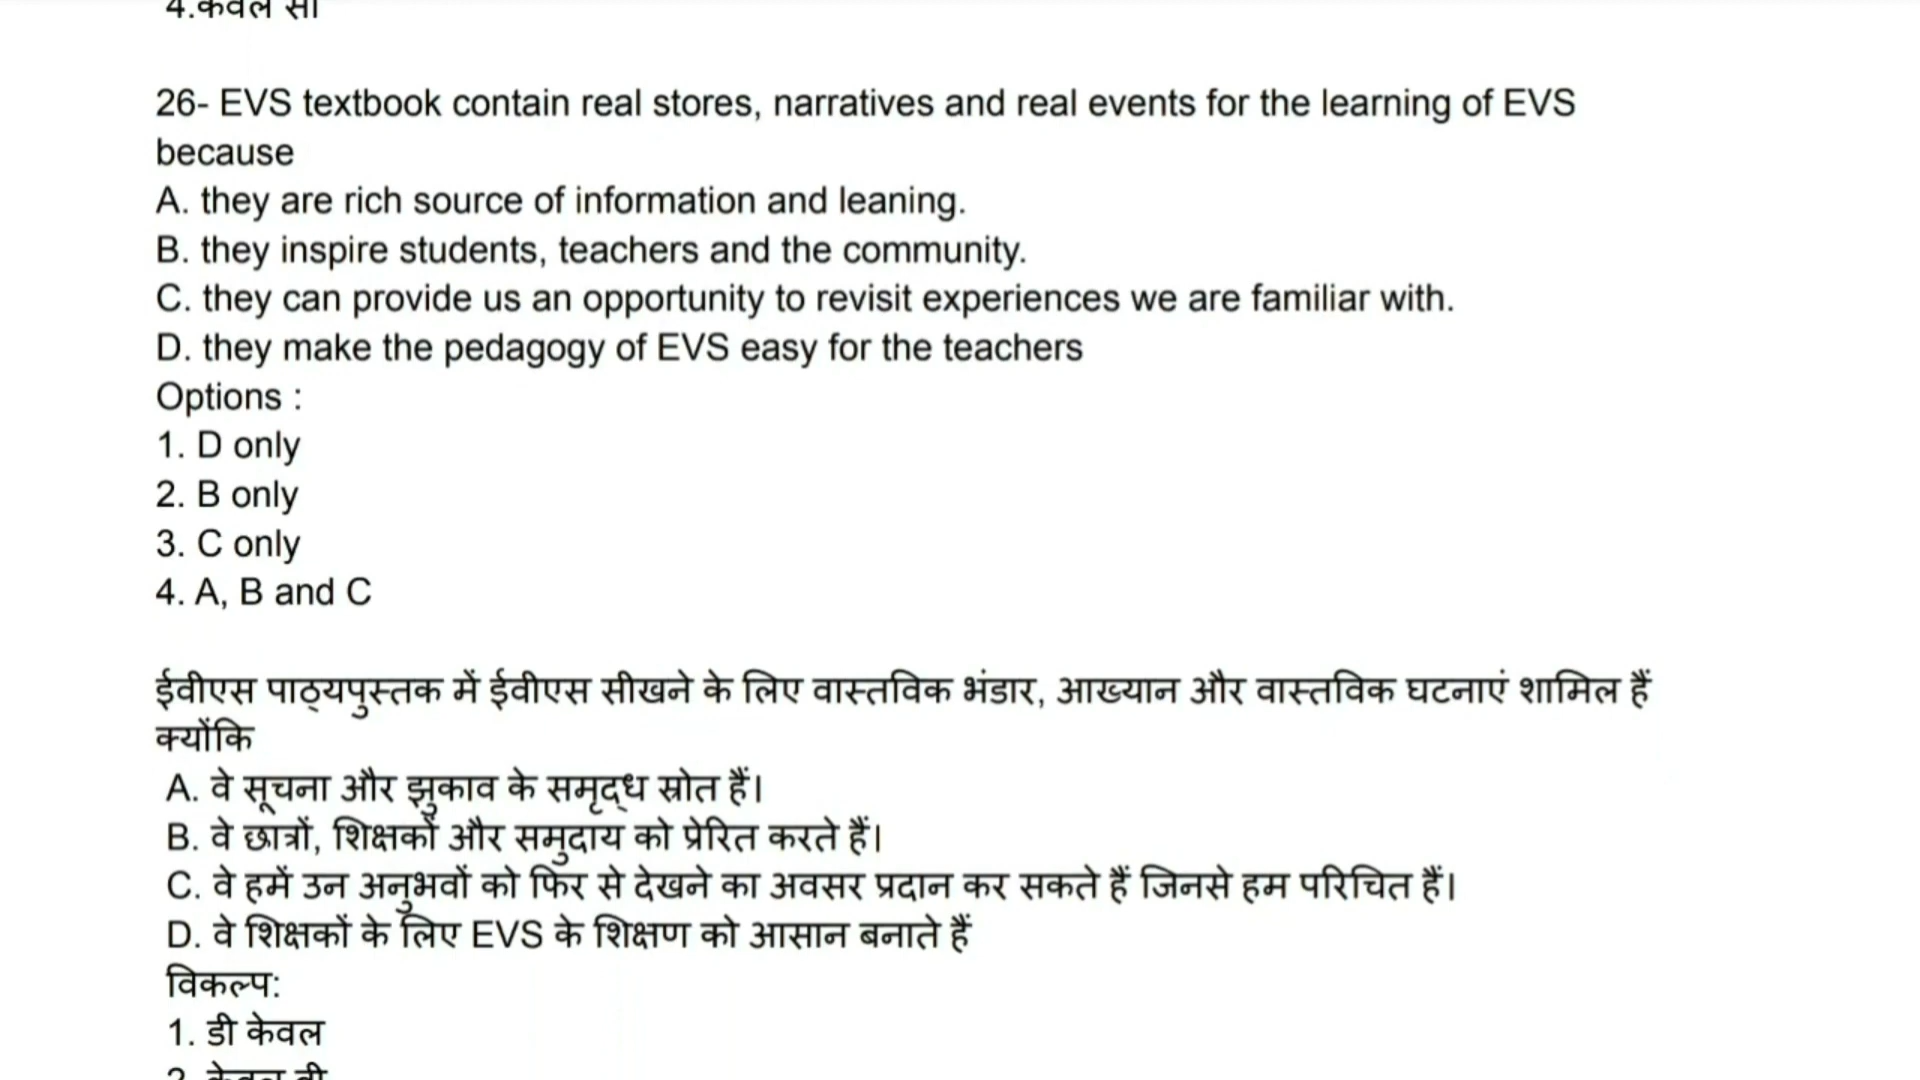 4.केवल सी
26- EVS textbook contain real stores, narratives and real events for the learning of EVS
because
A. they are rich source of information and leaning.
B. they inspire students, teachers and the community.
C. they can provide us an opportunity to revisit experiences we are familiar with.
D. they make the pedagogy of EVS easy for the teachers
Options :
1. D only
2. B only
3. C only
4. A, B and C
ईवीएस पाठ्यपुस्तक में ईवीएस सीखने के लिए वास्तविक भंडार, आख्यान और वास्तविक घटनाएं शामिल हैं
क्योंकि
A. वे सूचना और झुकाव के समृद्ध स्रोत हैं।
B. वे छात्रों, शिक्षकों और समुदाय को प्रेरित करते हैं।
C. वे हमें उन अनुभवों को फिर से देखने का अवसर प्रदान कर सकते हैं जिनसे हम परिचित हैं।
D. वे शिक्षकों के लिए EVS के शिक्षण को आसान बनाते हैं
विकल्प:
1. डी केवल
2. केवल बी